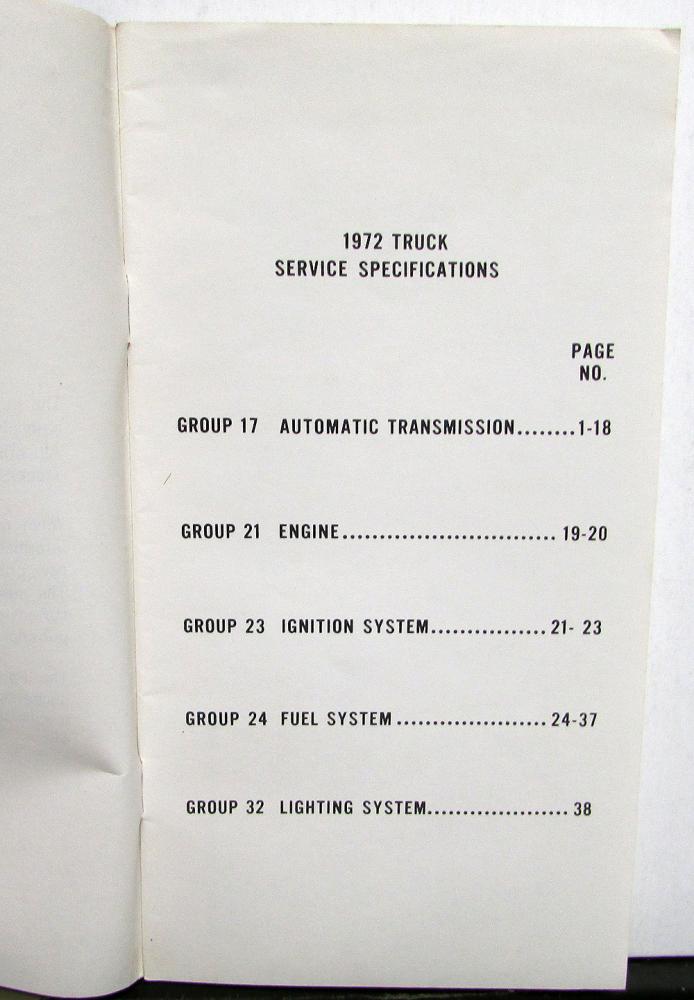 1972 TRUCK
SERVICE SPECIFICATIONS
PAGE
NO.
GROUP 17 AUTOMATIC TRANSMISSION........1-18
GROUP 21 ENGINE............................. 19-20
GROUP 23 IGNITION SYSTEM................ 21- 23
GROUP 24 FUEL SYSTEM..................... 24-37
GROUP 32 LIGHTING SYSTEM.................... 38